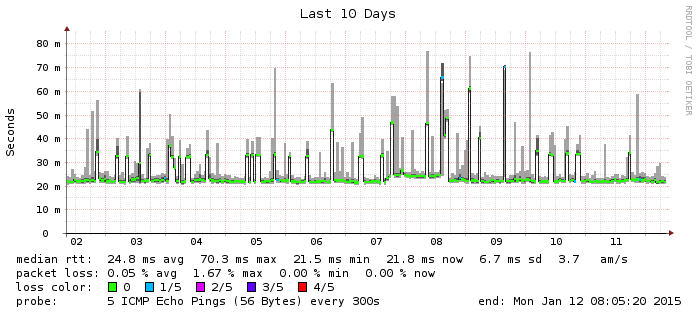 Last 10 Days
RRDTOOL / TOBI OETIKER
Seconds
80 m
70 m
60 m
50 m
40 m
30 m
20 m
10 m
0
02 03 04 05 06 07 08 09 10 11
median rtt: 24.8 ms avg 70.3 ms max 21.5 ms min 21.8 ms now 6.7 ms sd 3.7 am/s
packet loss: 0.05 % avg 1.67 % max 0.00 % min 0.00 % now
loss color: 0 1/5 2/5 3/5 4/5
probe: 5 ICMP Echo Pings (56 Bytes) every 300s end: Mon Jan 12 08:05:20 2015